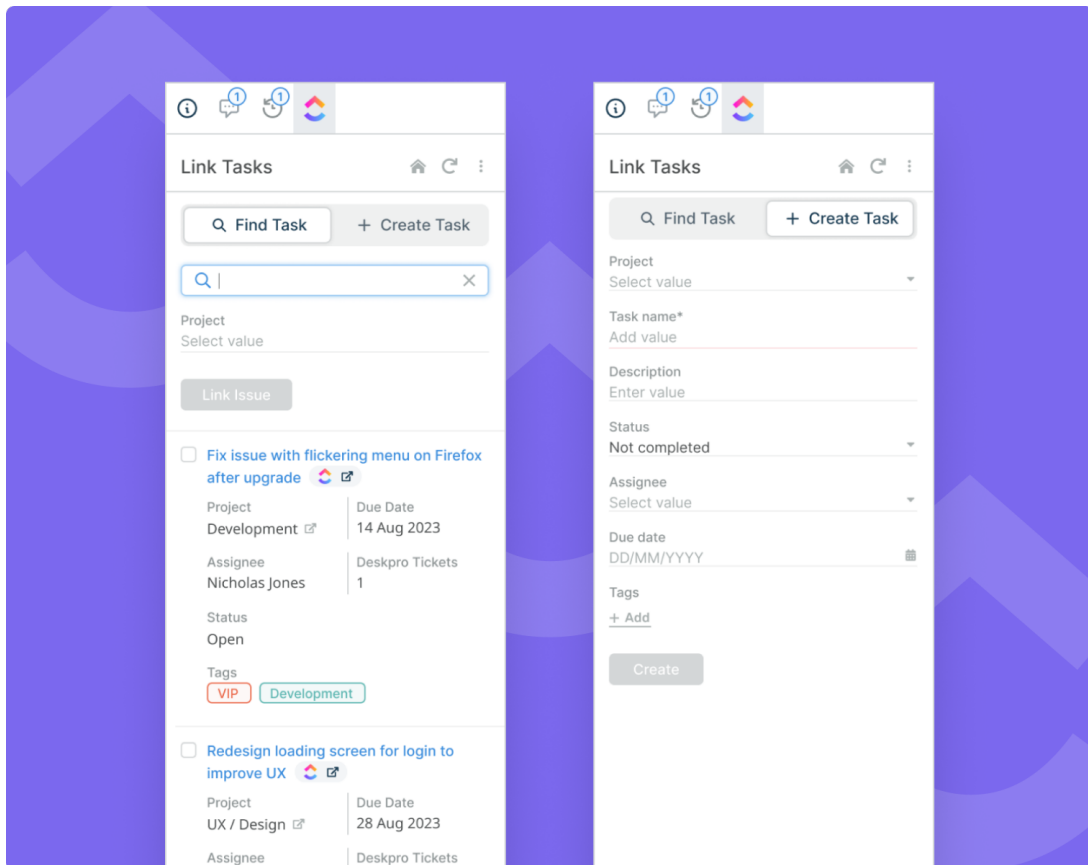 1 1
Link Tasks
Find Task + Create Task
Project
Select value
Link Issue
Fix issue with flickering menu on Firefox
after upgrade
Project Due Date
Development 14 Aug 2023
Assignee Deskpro Tickets
Nicholas Jones 1
Status
Open
Tags
VIP Development
Redesign loading screen for login to
improve UX
Project Due Date
UX / Design 28 Aug 2023
Assignee Deskpro Tickets
1 1
Link Tasks
Find Task + Create Task
Project
Select value
Task name*
Add value
Description
Enter value
Status
Not completed
Assignee
Select value
Due date
DD/MM/YYYY
Tags
+ Add
Create